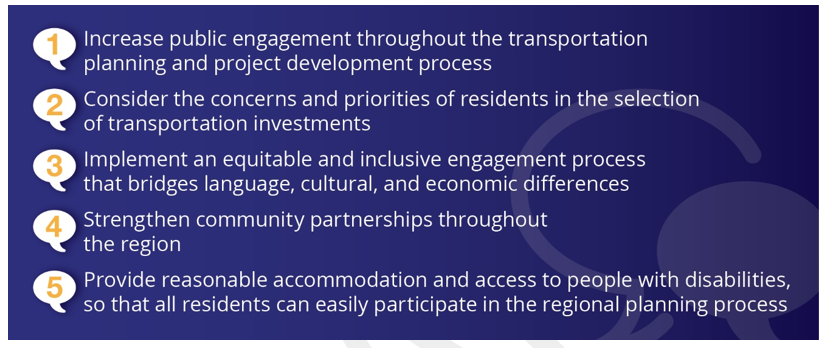 1 Increase public engagement throughout the transportation
planning and project development process
2 Consider the concerns and priorities of residents in the selection
of transportation investments
3 Implement an equitable and inclusive engagement process
that bridges language, cultural, and economic differences
4 Strengthen community partnerships throughout
the region
5 Provide reasonable accommodation and access to people with disabilities,
so that all residents can easily participate in the regional planning process